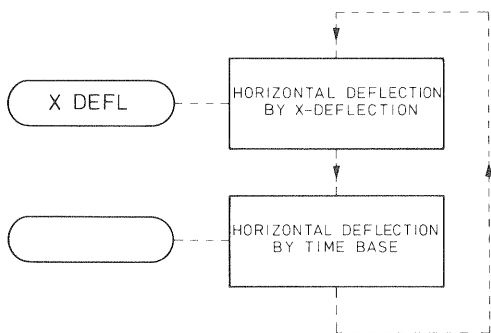 X DEFL
HORIZONTAL DEFLECTION
BY X-DEFLECTION
HORIZONTAL DEFLECTION
BY TIME BASE